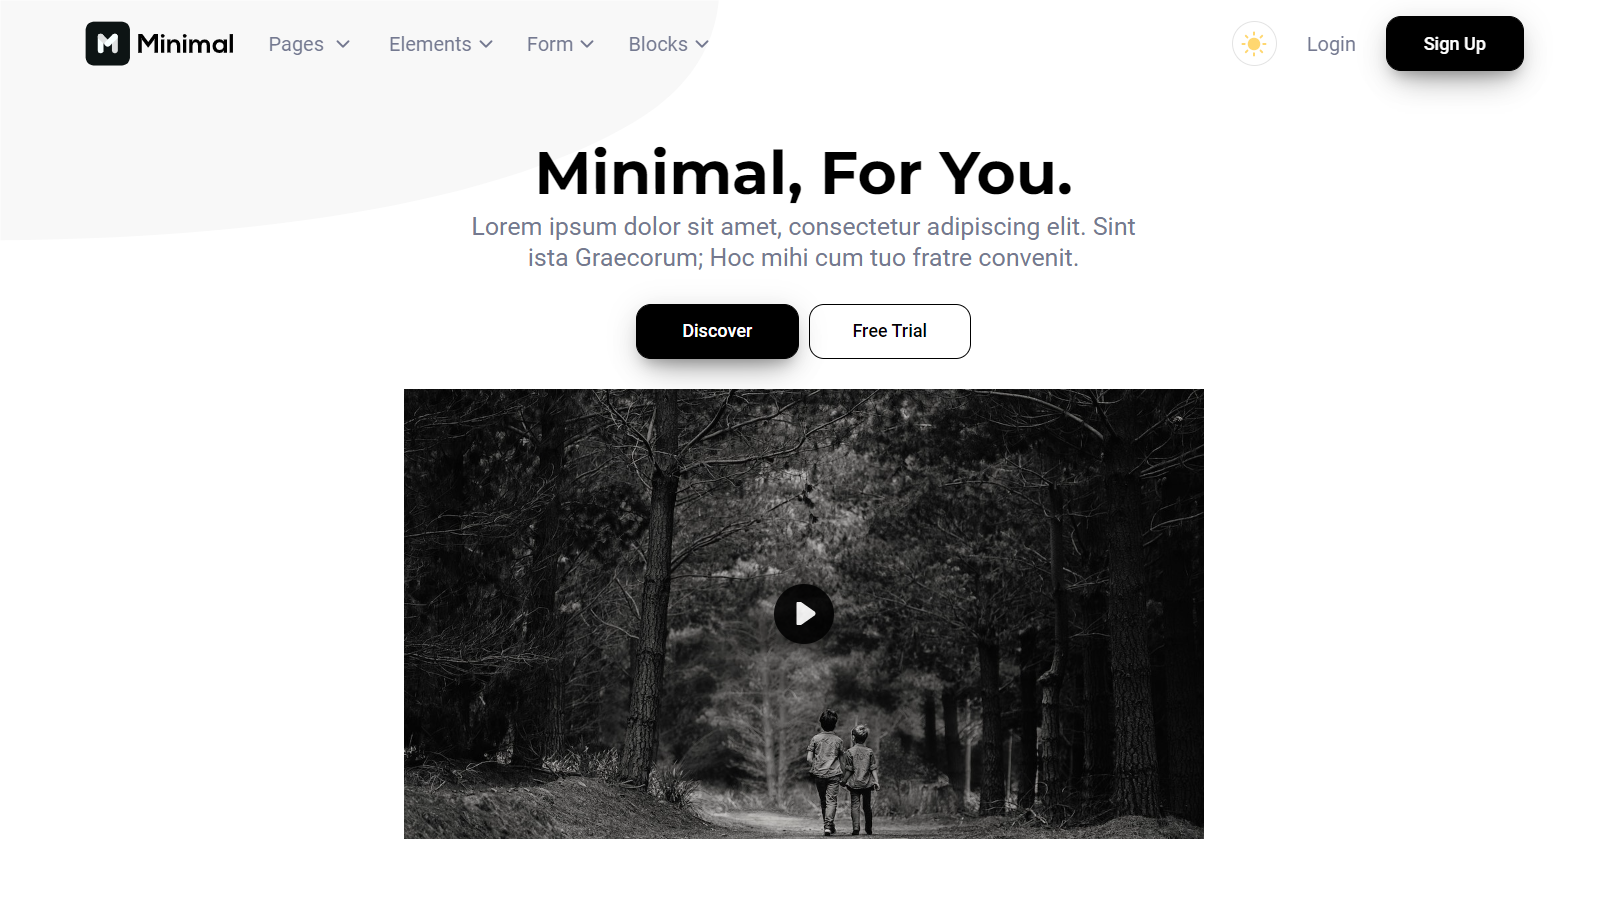 M Minimal Pages Elements Form Blocks Login Sign Up
Minimal, For You.
Lorem ipsum dolor sit amet, consectetur adipiscing elit. Sint
ista Graecorum; Hoc mihi cum tuo fratre convenit.
Discover Free Trial